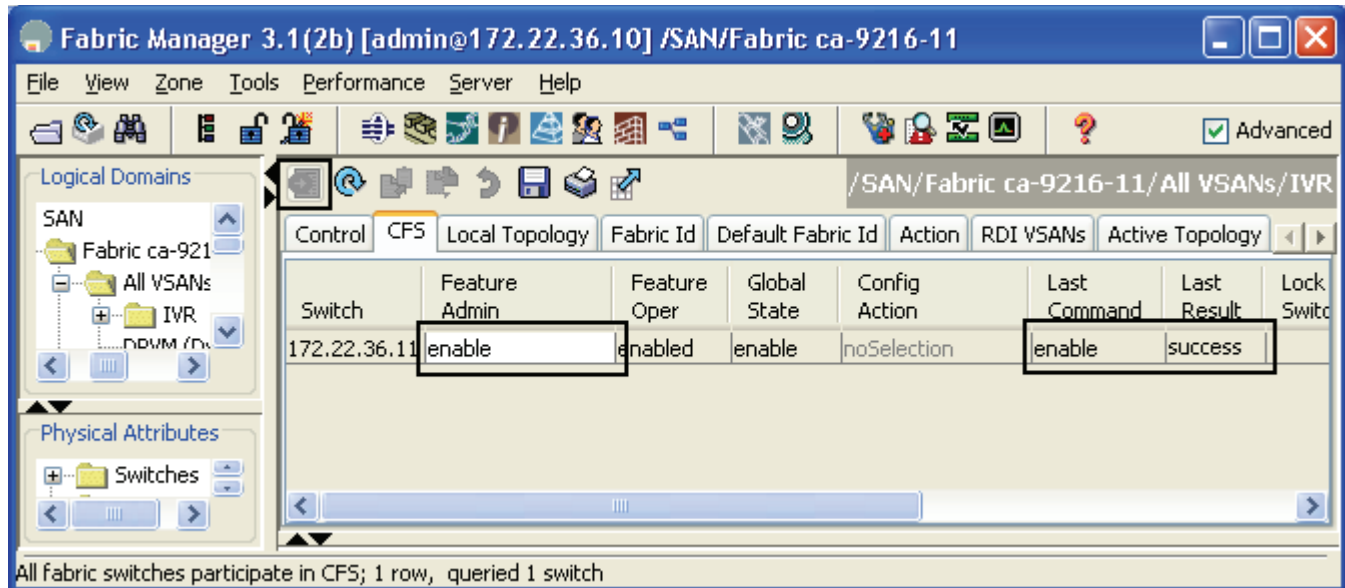 Fabric Manager 3.1(2b) [admin@172.22.36.10] /SAN/Fabric ca-9216-11
File View Zone Tools Performance Server Help
Advanced
Logical Domains
SAN
Fabric ca-921
All VSANs
IVR
DPVM (Dy
Physical Attributes
Switches
/SAN/Fabric ca-9216-11/All VSANs/IVR
Control CFS Local Topology Fabric Id Default Fabric Id Action RDI VSANs Active Topology
Switch Feature Admin Feature Oper Global State Config Action Last Command Last Result Lock Switc
172.22.36.11 enable enabled enable noSelection enable success
All fabric switches participate in CFS; 1 row, queried 1 switch